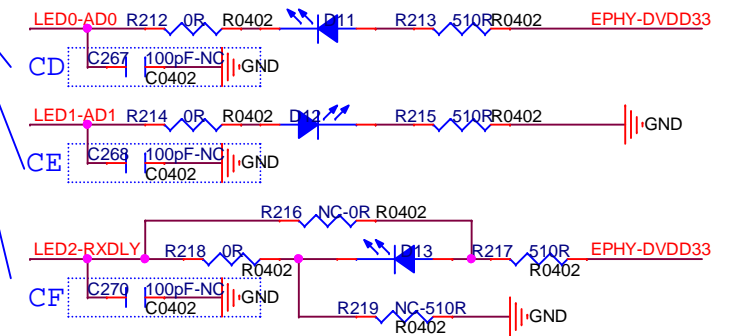 LED0-AD0 R212 0R R0402 D11 R213 510R R0402 EPHY-DVDD33
CD C267 100pF-NC GND
C0402
LED1-AD1 R214 0R R0402 D12 R215 510R R0402 GND
CE C268 100pF-NC GND
C0402
R216 NC-0R R0402
LED2-RXDLY R218 0R D13 R217 510R EPHY-DVDD33
R0402 R0402
CF C270 100pF-NC GND
C0402
R219 NC-510R GND
R0402